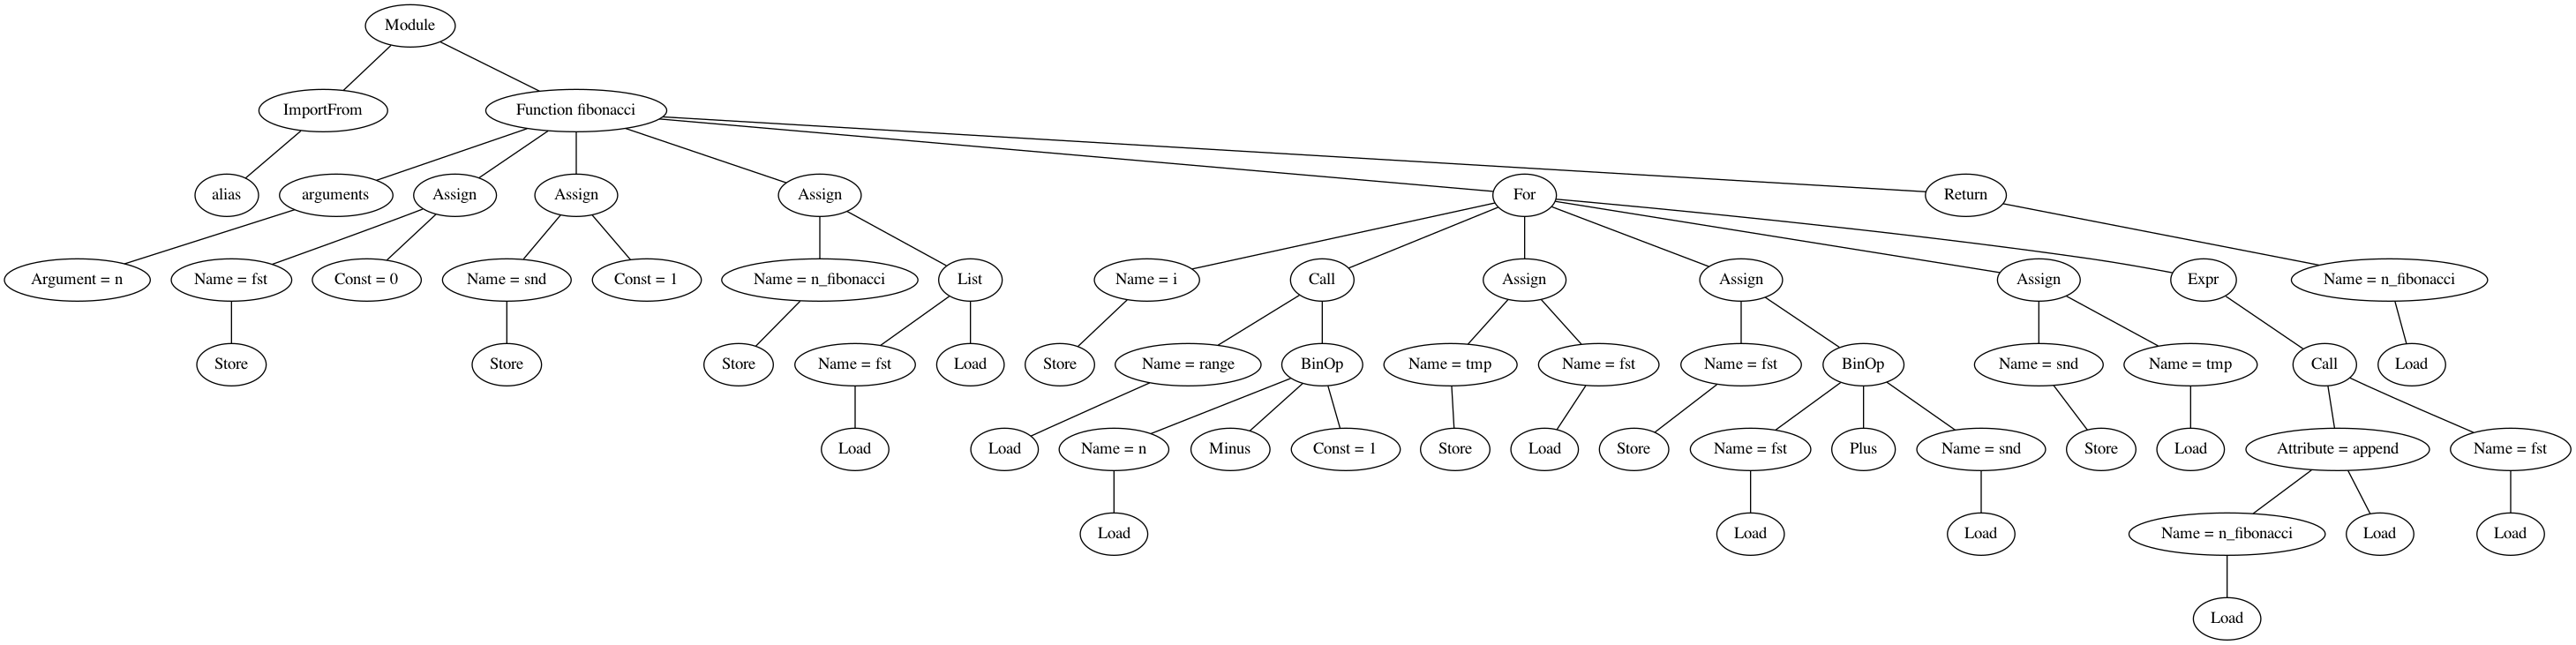 Module
ImportFrom
Function fibonacci
alias
arguments
Assign
Assign
Assign
For
Return
Argument = n
Name = fst
Const = 0
Name = snd
Const = 1
Name = n_fibonacci
List
Name = i
Call
Assign
Assign
Assign
Expr
Name = n_fibonacci
Store
Store
Store
Name = fst
Load
Store
Name = range
BinOp
Name = tmp
Name = fst
Name = fst
BinOp
Name = snd
Name = tmp
Call
Load
Load
Load
Name = n
Minus
Const = 1
Store
Load
Store
Name = fst
Plus
Name = snd
Store
Load
Attribute = append
Name = fst
Load
Load
Load
Name = n_fibonacci
Load
Load
Load